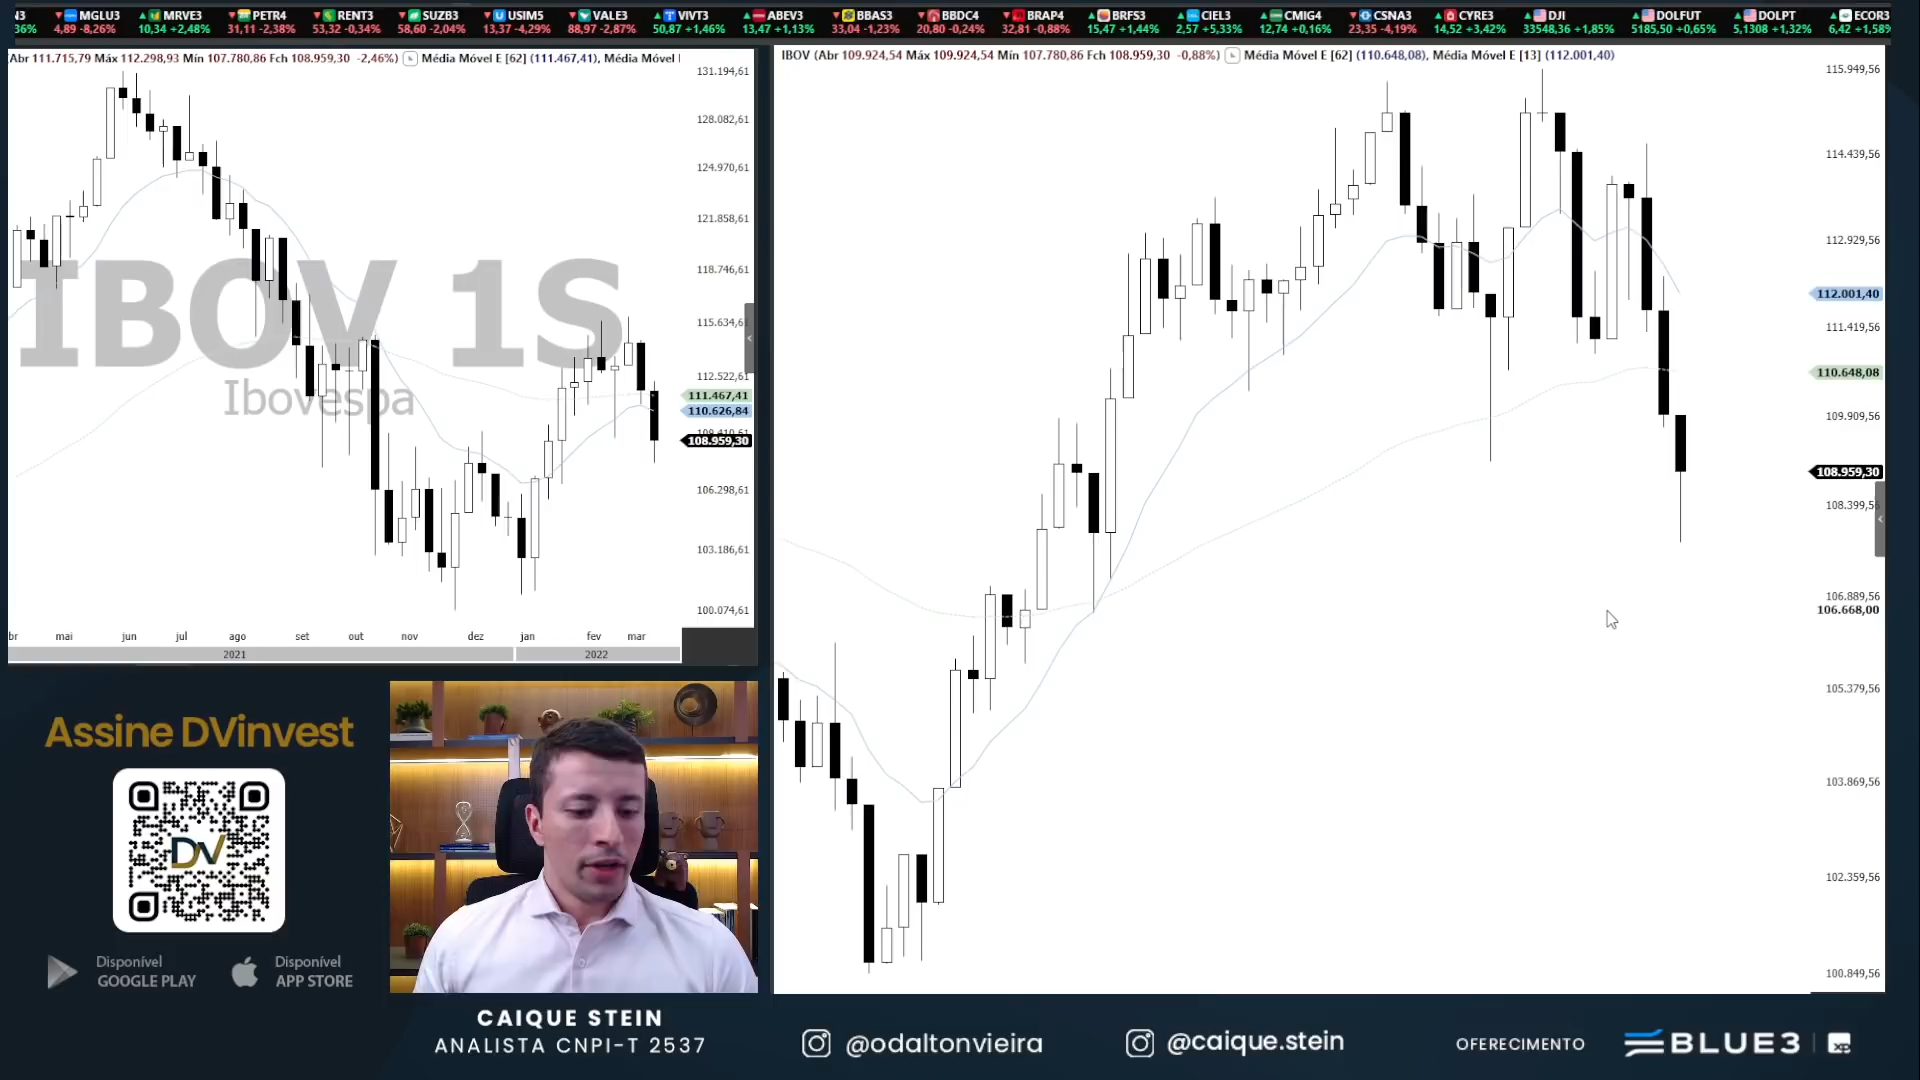 N3 MGLU3 MRVE3 PETR4 RENT3 SUZB3 USIM5 VALE3 VIVT3 ABEV3 BBAS3 BBDC4 BRAP4 BRFS3 CIEL3 CMIG4 CSNA3 CYRE3 DJI DOLFUT DOLPT ECOR3
36% 4,89 -8,26% 10,34 +2,48% 31,11 -2,38% 53,32 -0,34% 58,60 -2,04% 13,37 -4,29% 88,97 -2,87% 50,87 +1,46% 13,47 +1,13% 33,04 -1,23% 20,80 -0,24% 32,81 -0,88% 15,47 +1,44% 2,57 +5,33% 12,74 +0,16% 23,35 -4,19% 14,52 +3,42% 33548,36 +1,85% 5185,50 +0,65% 5,1308 +1,32% 6,42 +1,58%
Abr 111.715,79 Máx 112.298,93 Mín 107.780,86 Fch 108.959,30 -2,46%) Média Móvel E [62] (111.467,41), Média Móvel
131.194,61
128.082,61
124.970,61
121.858,61
118.746,61
115.634,61
112.522,61
111.467,41
110.626,84
109.410,61
108.959,30
106.298,61
103.186,61
100.074,61
IBOV 1S
Ibovespa
br mai jun jul ago set out nov dez jan fev mar
2021 2022
IBOV (Abr 109.924,54 Máx 109.924,54 Mín 107.780,86 Fch 108.959,30 -0,88%) Média Móvel E [62] (110.648,08), Média Móvel E [13] (112.001,40)
115.949,56
114.439,56
112.929,56
112.001,40
111.419,56
110.648,08
109.909,56
108.959,30
108.399,56
106.889,56
106.668,00
105.379,56
103.869,56
102.359,56
100.849,56
Assine DVinvest
DV
Disponível
GOOGLE PLAY
Disponível
APP STORE
CAIQUE STEIN
ANALISTA CNPI-T 2537
@odaltonvieira
@caique.stein
OFERECIMENTO
BLUE3
xp